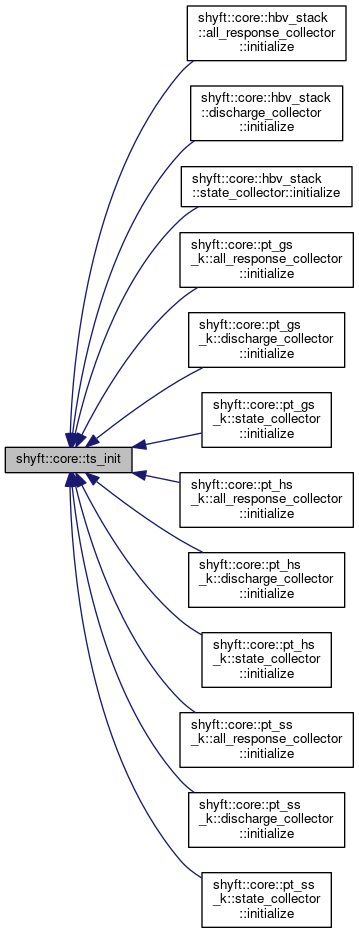 shyft::core::hbv_stack
::all_response_collector
::initialize
shyft::core::hbv_stack
::discharge_collector
::initialize
shyft::core::hbv_stack
::state_collector::initialize
shyft::core::pt_gs
_k::all_response_collector
::initialize
shyft::core::pt_gs
_k::discharge_collector
::initialize
shyft::core::pt_gs
_k::state_collector
::initialize
shyft::core::ts_init
shyft::core::pt_hs
_k::all_response_collector
::initialize
shyft::core::pt_hs
_k::discharge_collector
::initialize
shyft::core::pt_hs
_k::state_collector
::initialize
shyft::core::pt_ss
_k::all_response_collector
::initialize
shyft::core::pt_ss
_k::discharge_collector
::initialize
shyft::core::pt_ss
_k::state_collector
::initialize